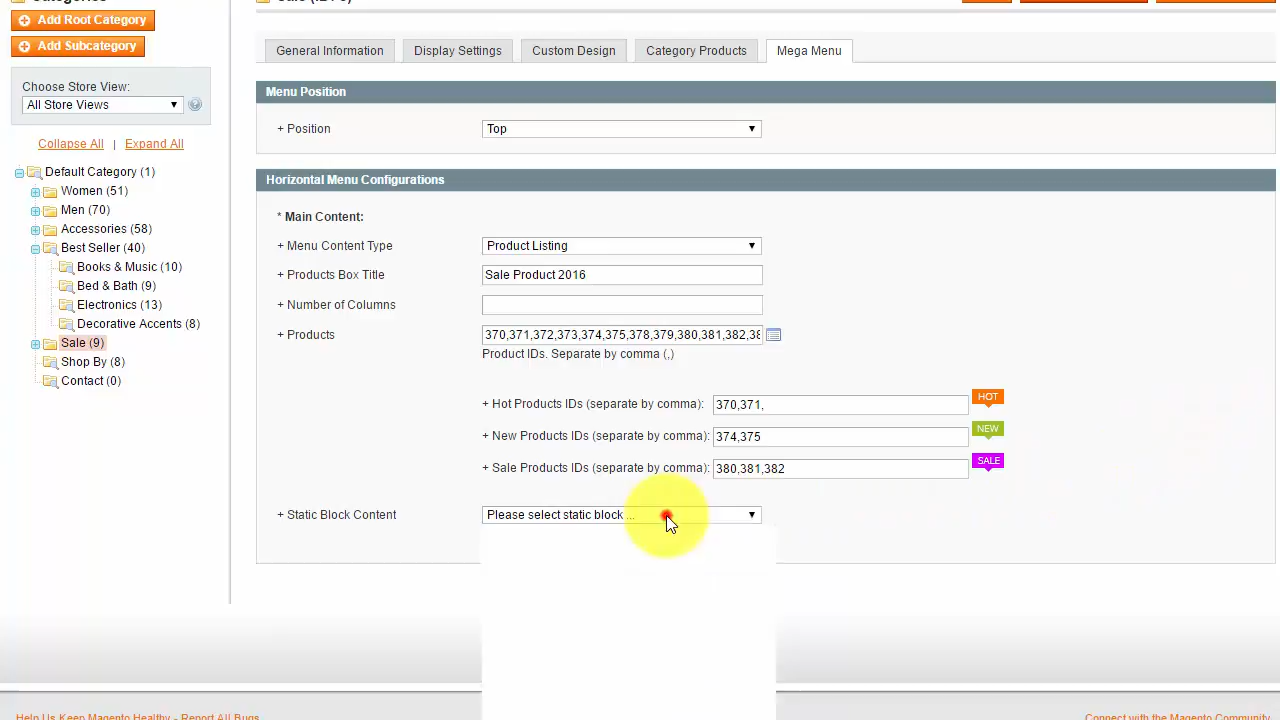 Add Root Category
Add Subcategory
Choose Store View:
All Store Views
Collapse All | Expand All
Default Category (1)
Women (51)
Men (70)
Accessories (58)
Best Seller (40)
Books & Music (10)
Bed & Bath (9)
Electronics (13)
Decorative Accents (8)
Sale (9)
Shop By (8)
Contact (0)
General Information
Display Settings
Custom Design
Category Products
Mega Menu
Menu Position
+ Position
Top
Horizontal Menu Configurations
* Main Content:
+ Menu Content Type
Product Listing
+ Products Box Title
Sale Product 2016
+ Number of Columns
+ Products
370,371,372,373,374,375,378,379,380,381,382,38
Product IDs. Separate by comma (,)
+ Hot Products IDs (separate by comma): 370,371, HOT
+ New Products IDs (separate by comma): 374,375 NEW
+ Sale Products IDs (separate by comma): 380,381,382 SALE
+ Static Block Content
Please select static block ...
Help Us Keep Magento Healthy - Report All Bugs
Connect with the Magento Community